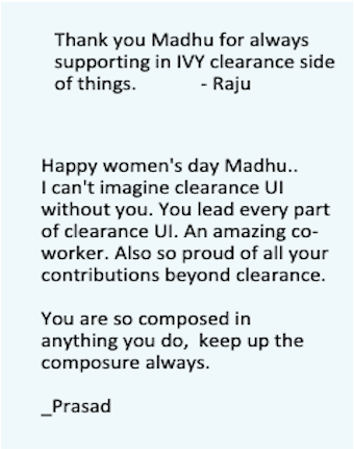 Thank you Madhu for always
supporting in IVY clearance side
of things. - Raju
Happy women's day Madhu..
I can't imagine clearance UI
without you. You lead every part
of clearance UI. An amazing co-
worker. Also so proud of all your
contributions beyond clearance.
You are so composed in
anything you do, keep up the
composure always.
_Prasad